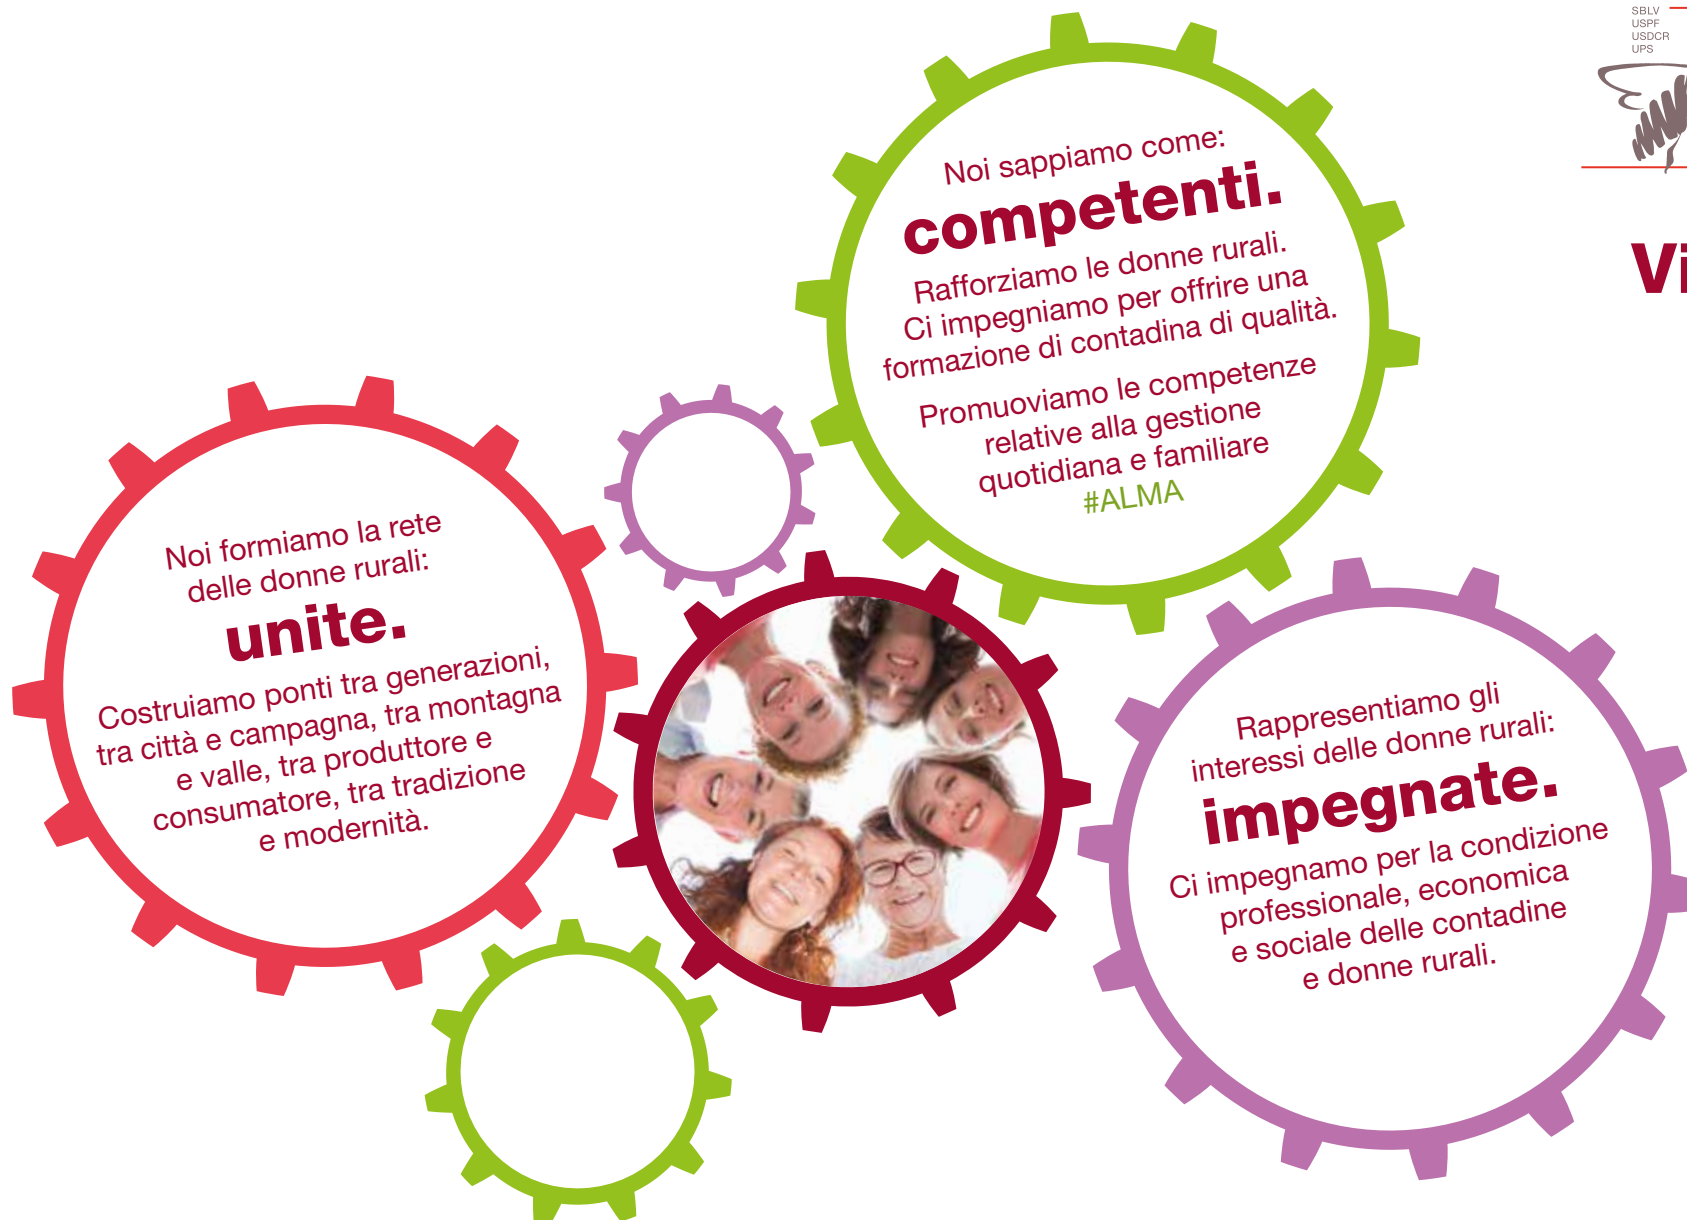 SBLV
USPF
USDCR
UPS
Vi
Noi sappiamo come:
competenti.
Rafforziamo le donne rurali.
Ci impegniamo per offrire una
formazione di contadina di qualità.
Promuoviamo le competenze
relative alla gestione
quotidiana e familiare
#ALMA
Noi formiamo la rete
delle donne rurali:
unite.
Costruiamo ponti tra generazioni,
tra città e campagna, tra montagna
e valle, tra produttore e
consumatore, tra tradizione
e modernità.
Rappresentiamo gli
interessi delle donne rurali:
impegnate.
Ci impegnamo per la condizione
professionale, economica
e sociale delle contadine
e donne rurali.